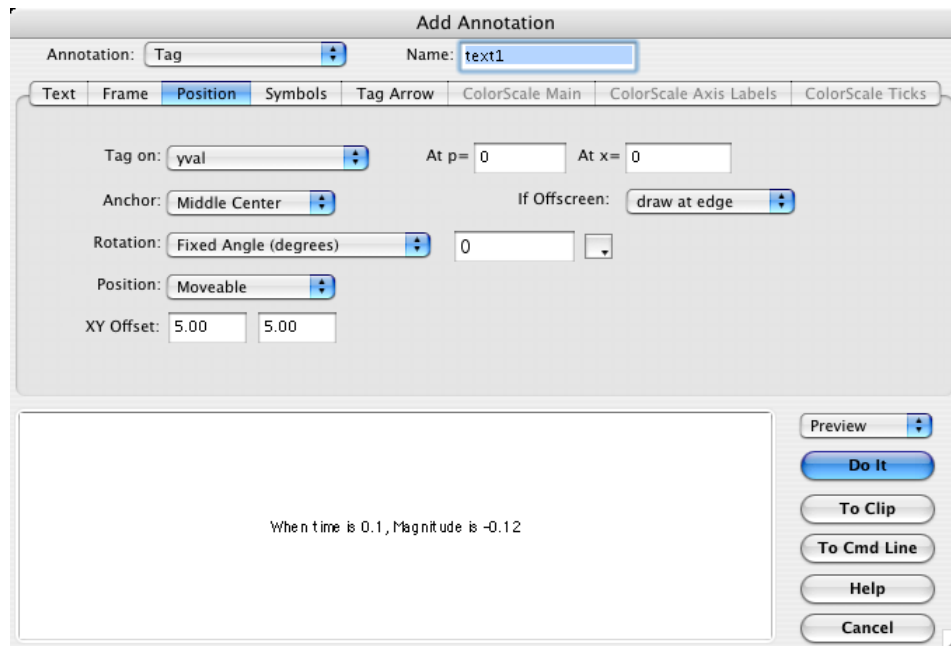 Add Annotation
Annotation: Tag Name: text1
Text Frame Position Symbols Tag Arrow ColorScale Main ColorScale Axis Labels ColorScale Ticks
Tag on: yval At p= 0 At x= 0
Anchor: Middle Center If Offscreen: draw at edge
Rotation: Fixed Angle (degrees) 0
Position: Moveable
XY Offset: 5.00 5.00
Preview
Do It
To Clip
When time is 0.1, Magnitude is -0.12
To Cmd Line
Help
Cancel